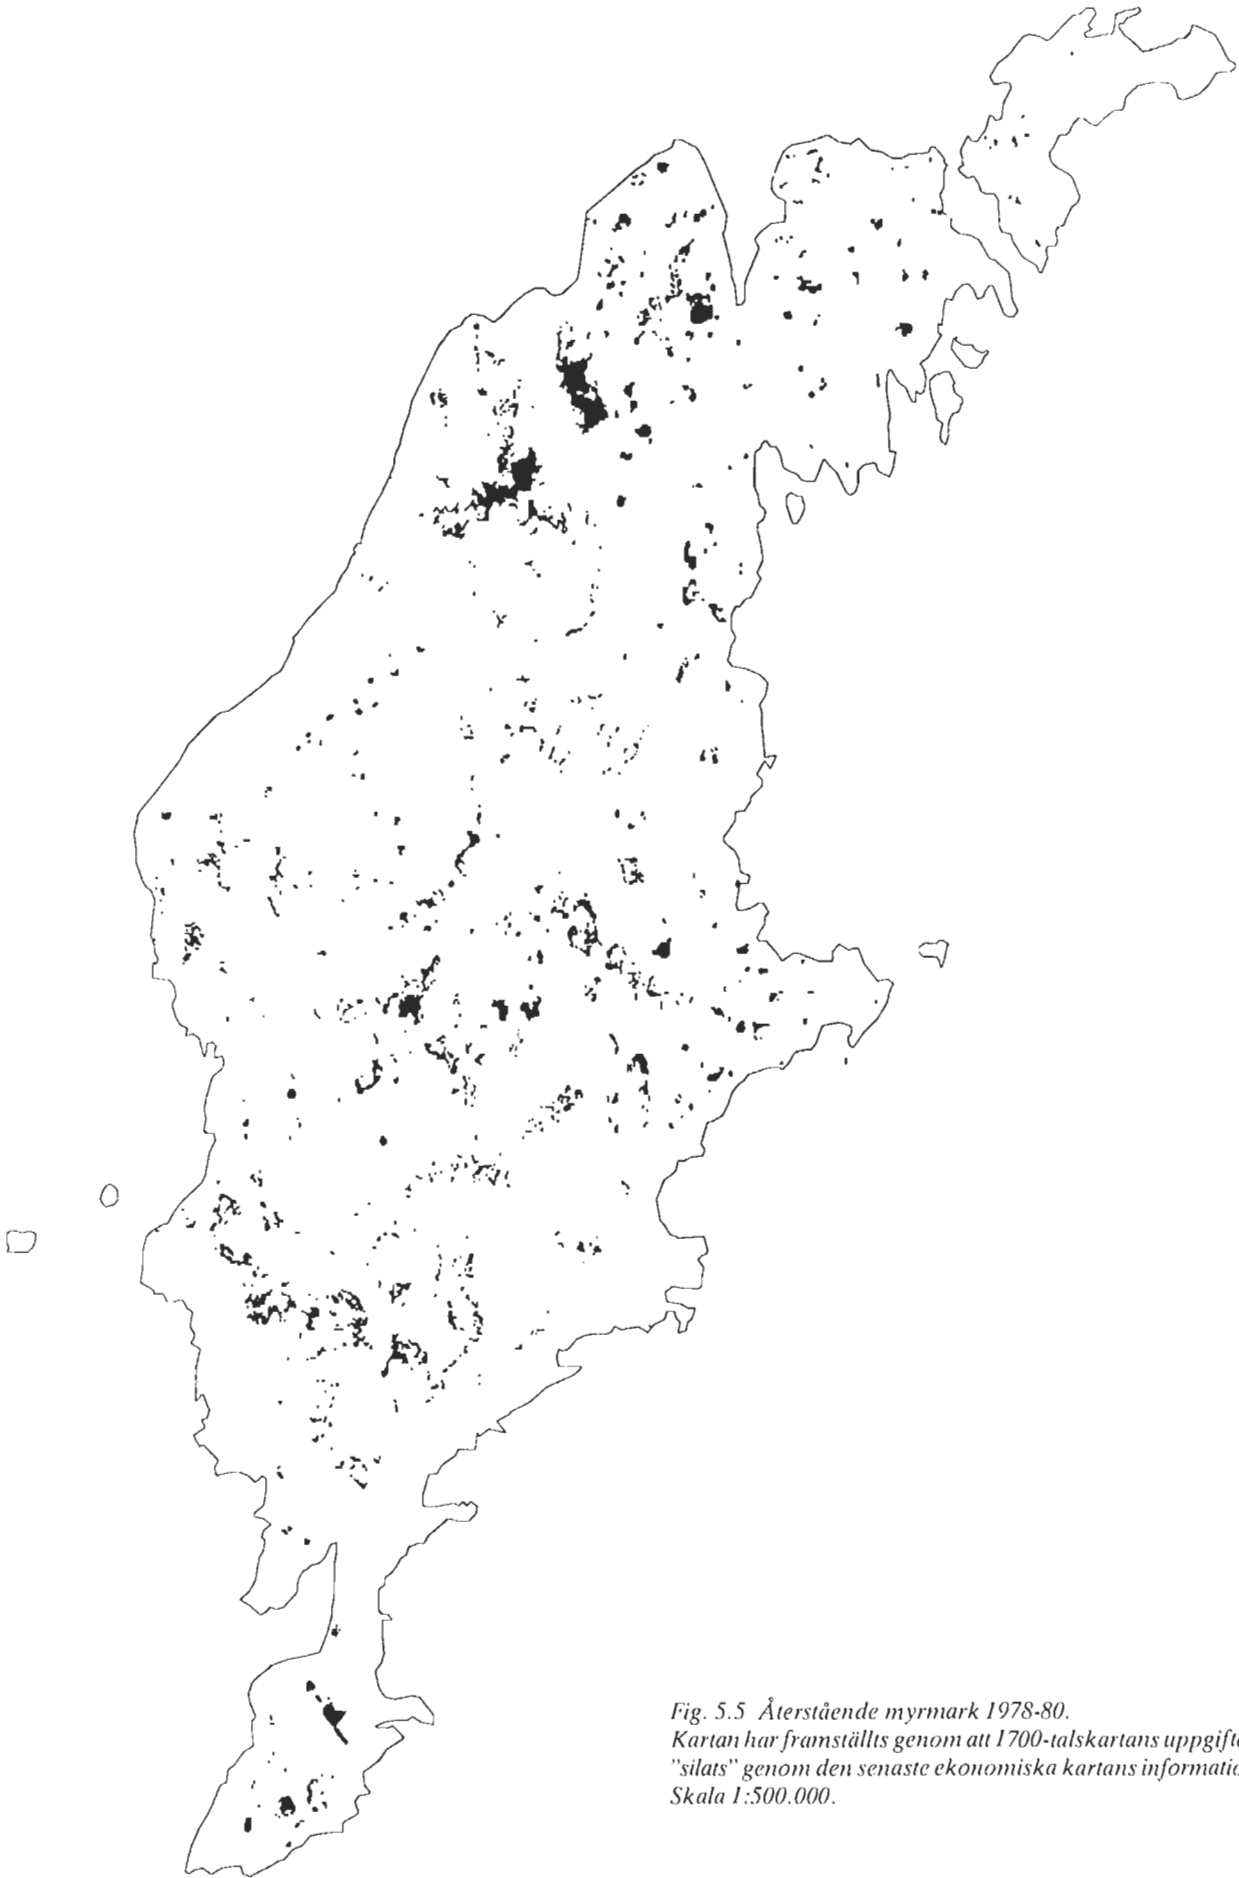 Fig. 5.5 Återstående myrmark 1978-80.
Kartan har framställts genom att 1700-talskartans
"silats" genom den senaste ekonomiska kartans
Skala 1:500.000.